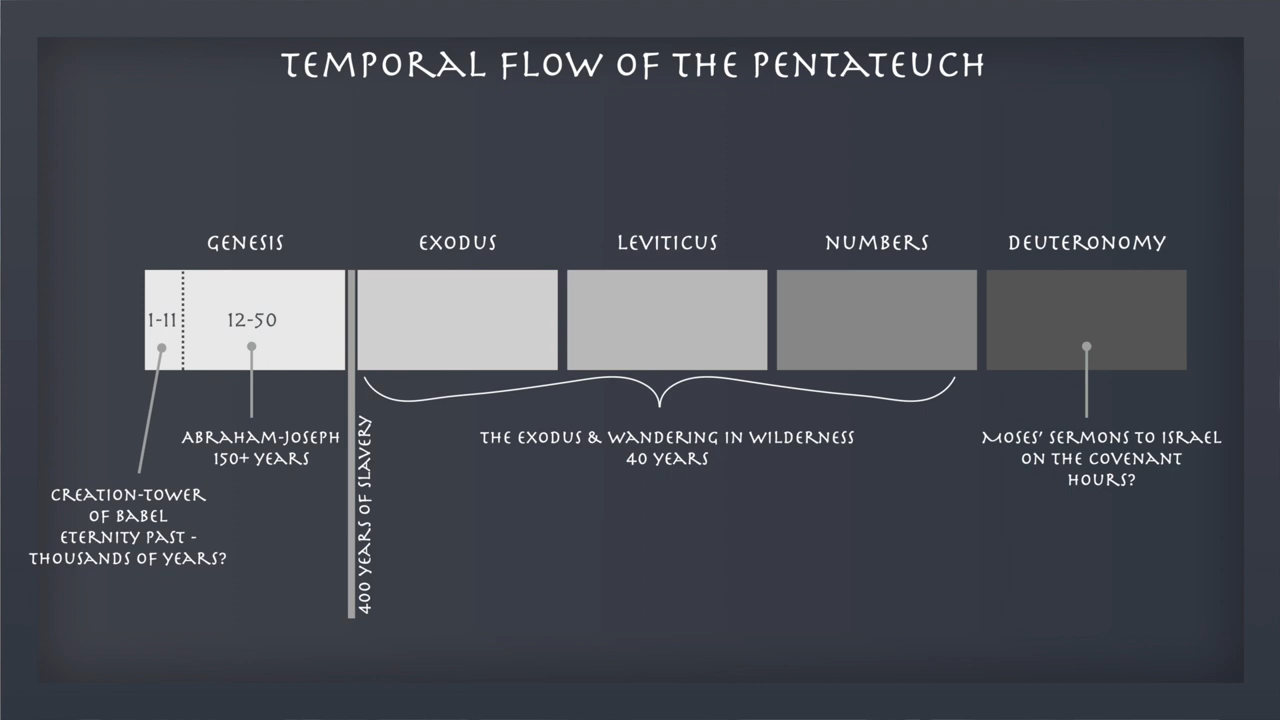 TEMPORAL FLOW OF THE PENTATEUCH
GENESIS
EXODUS
LEVITICUS
NUMBERS
DEUTERONOMY
1-11
12-50
ABRAHAM-JOSEPH
150+ YEARS
CREATION-TOWER
OF BABEL
ETERNITY PAST -
THOUSANDS OF YEARS?
400 YEARS OF SLAVERY
THE EXODUS & WANDERING IN WILDERNESS
40 YEARS
MOSES' SERMONS TO ISRAEL
ON THE COVENANT
HOURS?